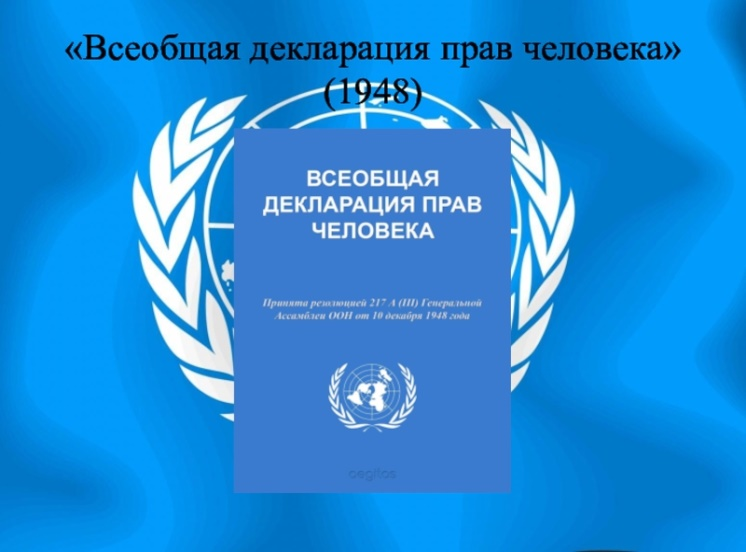 «Всеобщая декларация прав человека»
(1948)
ВСЕОБЩАЯ
ДЕКЛАРАЦИЯ ПРАВ
ЧЕЛОВЕКА
Принята резолюцией 217 А (III) Генеральной
Ассамблеи ООН от 10 декабря 1948 года